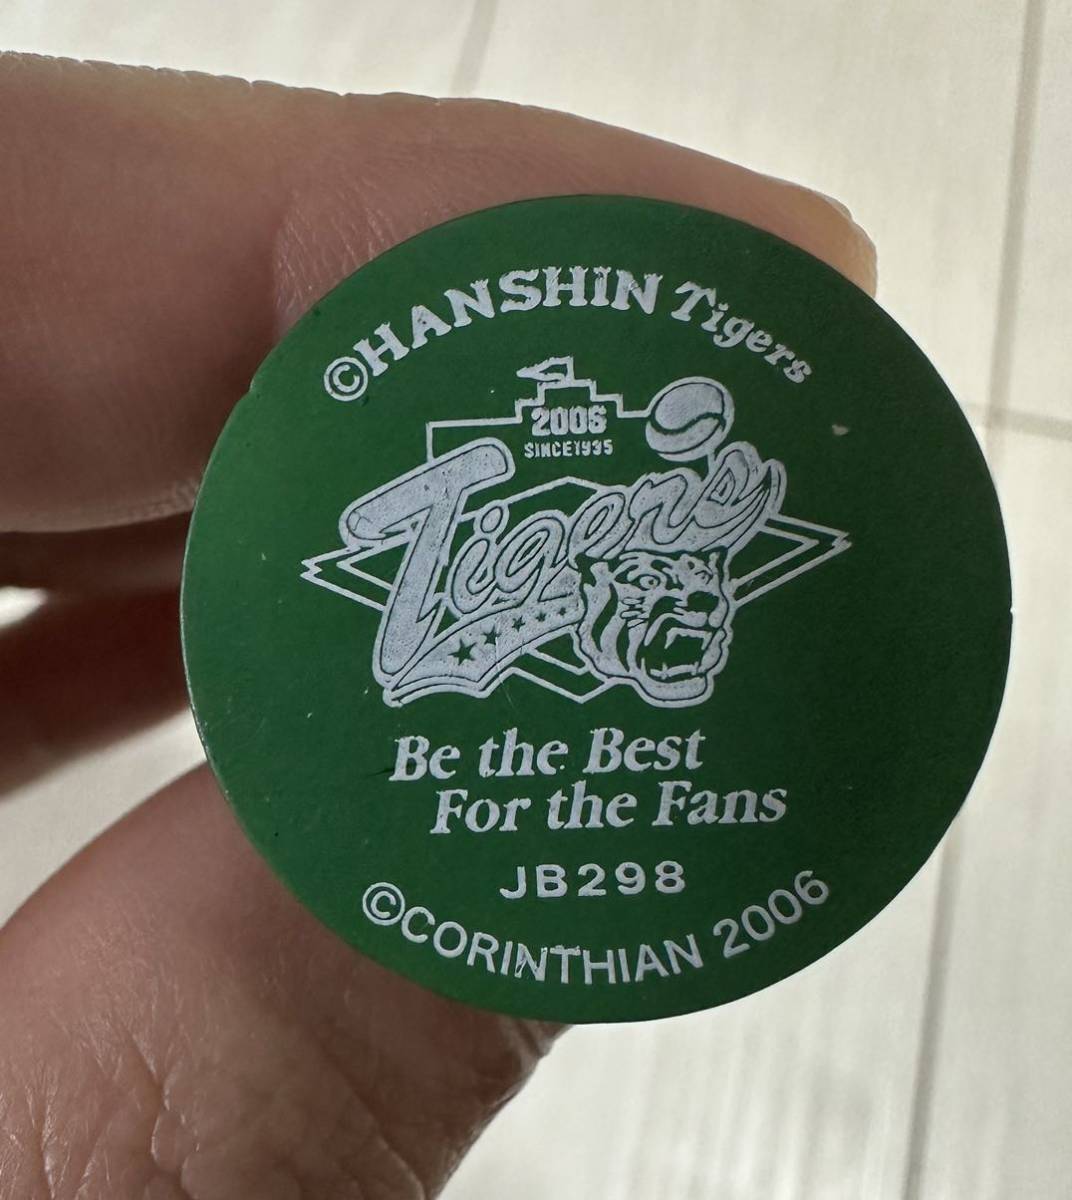 ©HANSHIN Tigers
2006
SINCE1935
Tigers
Be the Best
For the Fans
JB298
©CORINTHIAN 2006